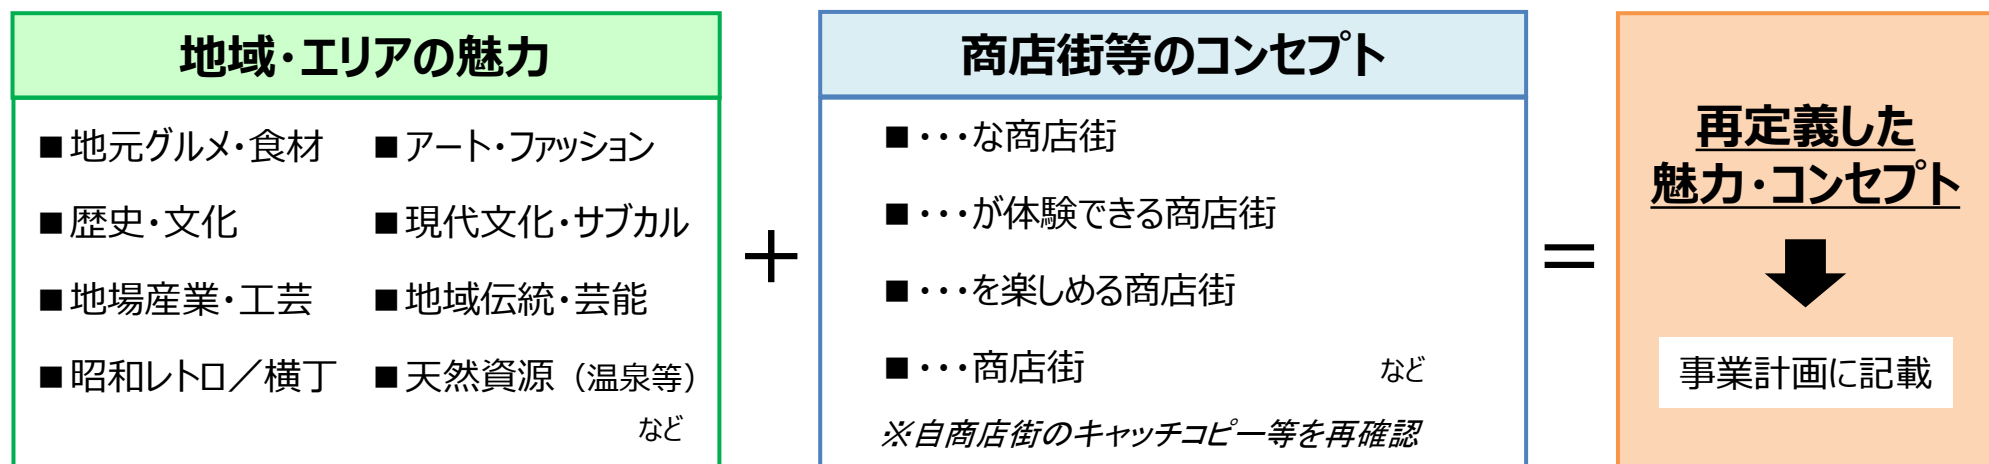 地域・エリアの魅力
■地元グルメ・食材
■アート・ファッション
■歴史・文化
■現代文化・サブカル
■地場産業・工芸
■地域伝統・芸能
■昭和レトロ／横丁
■天然資源（温泉等）
など
＋
商店街等のコンセプト
■・・・な商店街
■・・・が体験できる商店街
■・・・を楽しめる商店街
■・・・商店街
など
※自商店街のキャッチコピー等を再確認
＝
再定義した
魅力・コンセプト
事業計画に記載